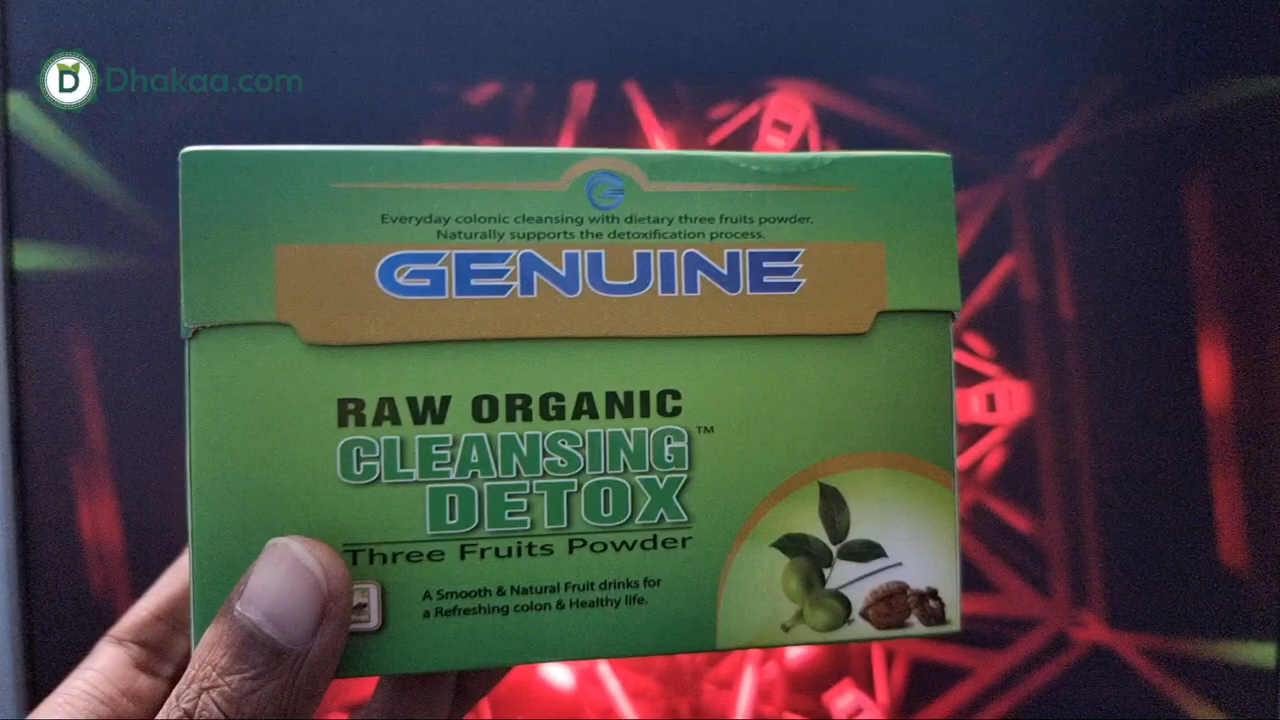 D Dhakaa.com
G
Everyday colonic cleansing with dietary three fruits powder.
Naturally supports the detoxification process.
GENUINE
RAW ORGANIC
CLEANSING™
DETOX
Three Fruits Powder
A Smooth & Natural Fruit drinks for
a Refreshing colon & Healthy life.